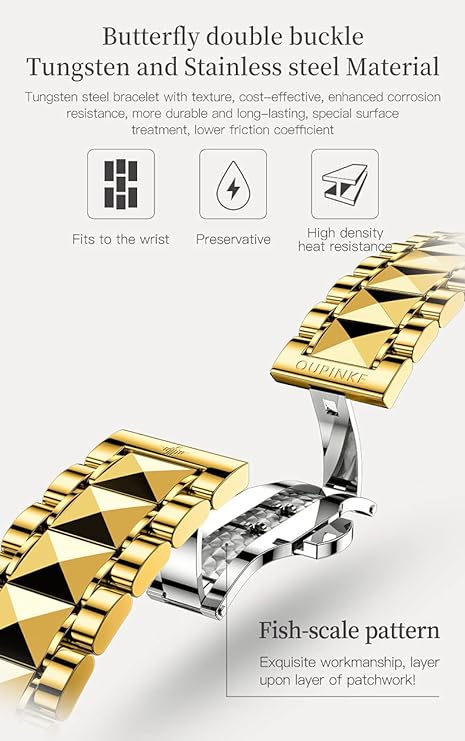 Butterfly double buckle
Tungsten and Stainless steel Material
Tungsten steel bracelet with texture, cost-effective, enhanced corrosion
resistance, more durable and long-lasting, special surface
treatment, lower friction coefficient
Fits to the wrist
Preservative
High density
heat resistance
OUPINKE
Fish-scale pattern
Exquisite workmanship, layer
upon layer of patchwork!